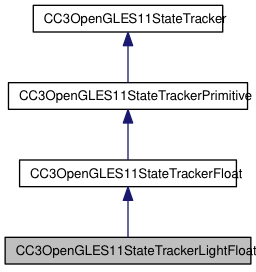 CC3OpenGLES11StateTracker
CC3OpenGLES11StateTrackerPrimitive
CC3OpenGLES11StateTrackerFloat
CC3OpenGLES11StateTrackerLightFloat